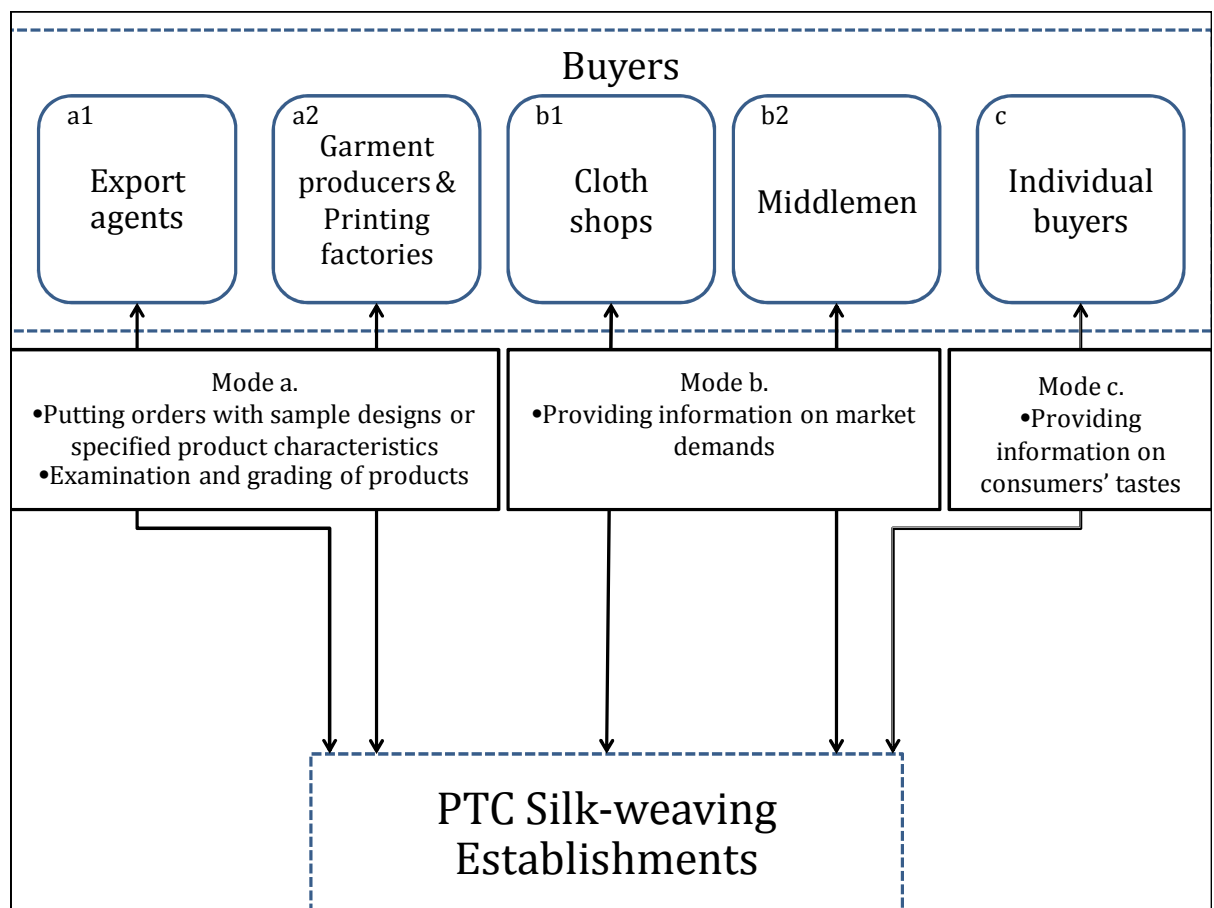 Buyers
a1
Export
agents
a2
Garment
producers &
Printing
factories
b1
Cloth
shops
b2
Middlemen
c
Individual
buyers
Mode a.
•Putting orders with sample designs or
specified product characteristics
•Examination and grading of products
Mode b.
•Providing information on market
demands
Mode c.
•Providing
information on
consumers’ tastes
PTC Silk-weaving
Establishments